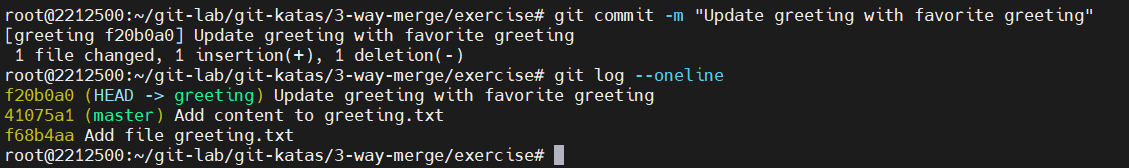 root@2212500:~/git-lab/git-katas/3-way-merge/exercise# git commit -m "Update greeting with favorite greeting"
[greeting f20b0a0] Update greeting with favorite greeting
 1 file changed, 1 insertion(+), 1 deletion(-)
root@2212500:~/git-lab/git-katas/3-way-merge/exercise# git log --oneline
f20b0a0 (HEAD -> greeting) Update greeting with favorite greeting
41075a1 (master) Add content to greeting.txt
f68b4aa Add file greeting.txt
root@2212500:~/git-lab/git-katas/3-way-merge/exercise#